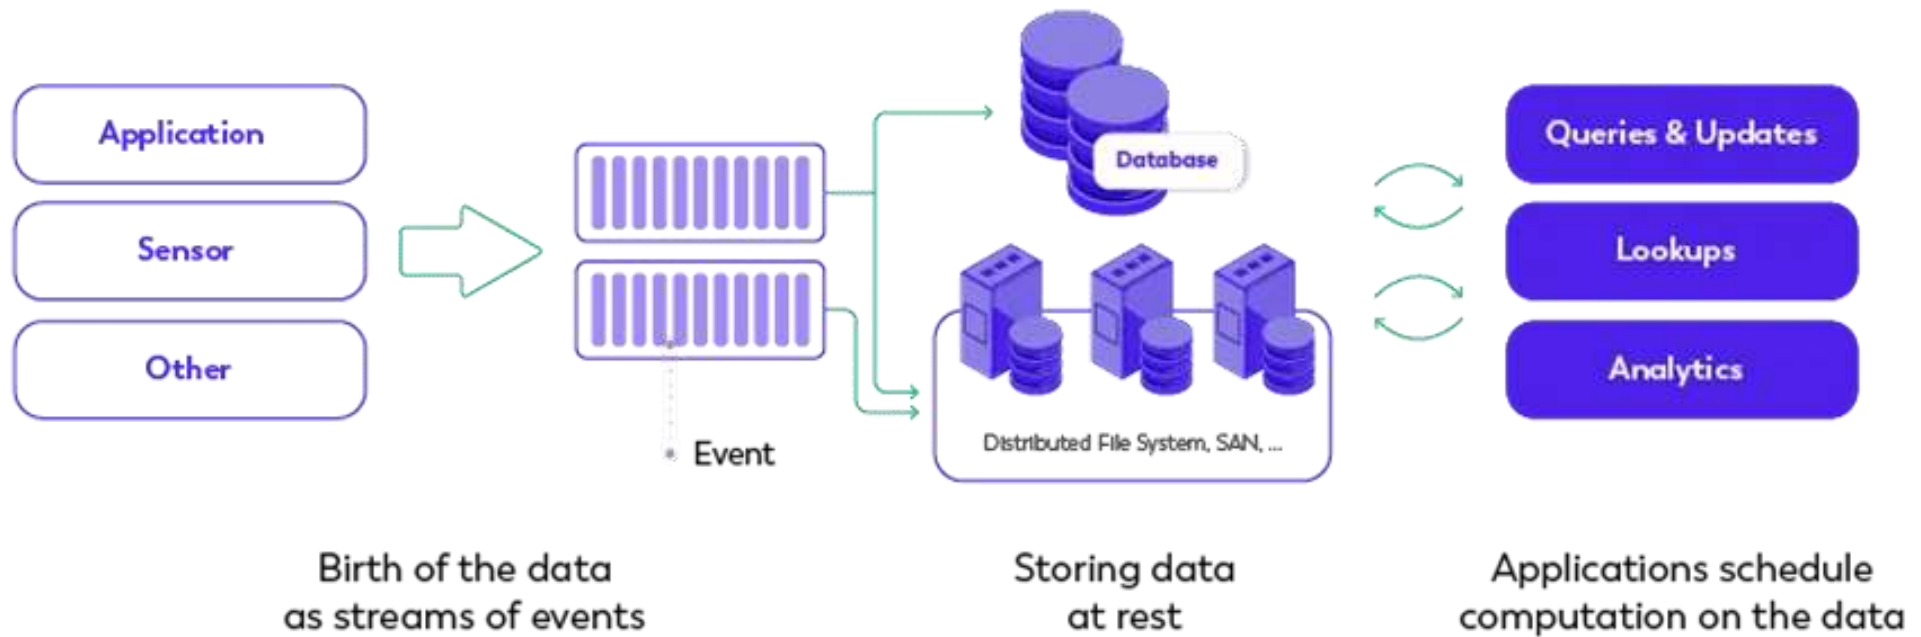 Application
Sensor
Other
Event
Database
Distributed File System, SAN, ...
Queries & Updates
Lookups
Analytics
Birth of the data
as streams of events
Storing data
at rest
Applications schedule
computation on the data